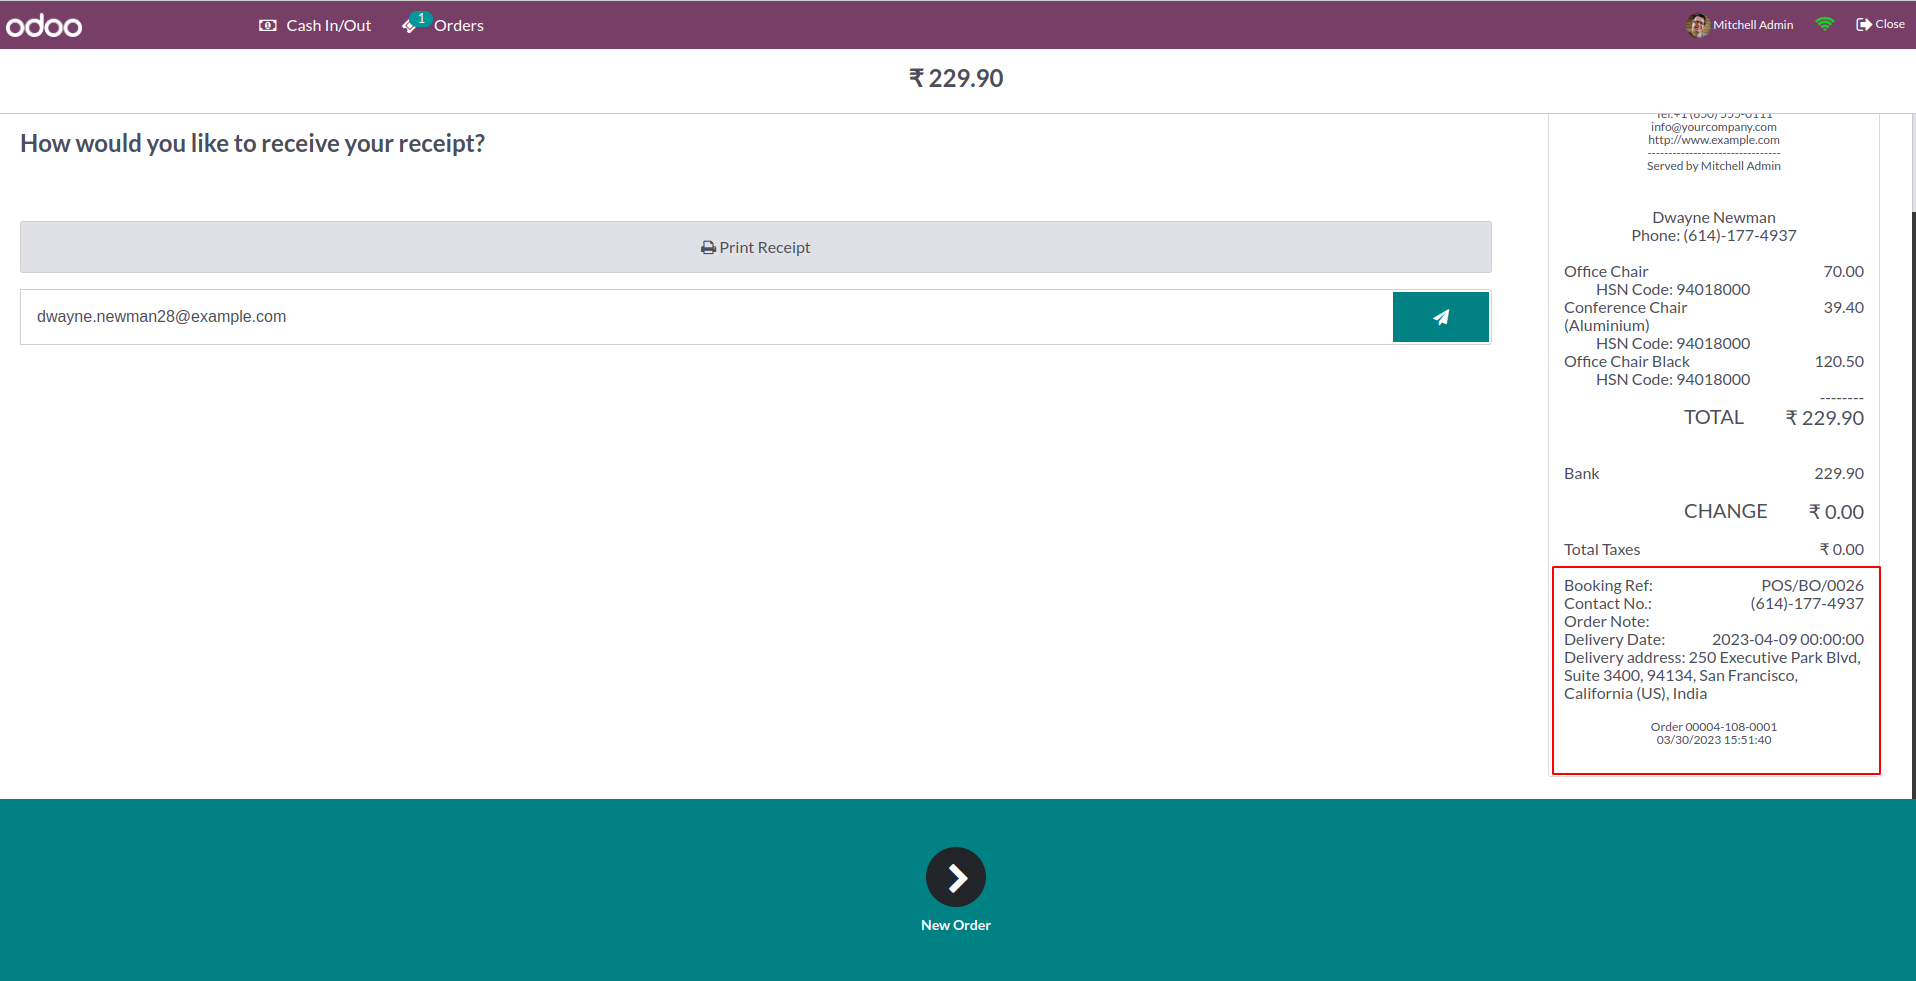 odoo Cash In/Out 1 Orders Mitchell Admin Close
₹ 229.90
How would you like to receive your receipt?
Print Receipt
dwayne.newman28@example.com
Tel:+1 (650) 555-0111
info@yourcompany.com
http://www.example.com
--------------------------------
Served by Mitchell Admin
Dwayne Newman
Phone: (614)-177-4937
Office Chair 70.00
HSN Code: 94018000
Conference Chair 39.40
(Aluminium)
HSN Code: 94018000
Office Chair Black 120.50
HSN Code: 94018000
--------
TOTAL ₹ 229.90
Bank 229.90
CHANGE ₹ 0.00
Total Taxes ₹ 0.00
Booking Ref: POS/BO/0026
Contact No.: (614)-177-4937
Order Note:
Delivery Date: 2023-04-09 00:00:00
Delivery address: 250 Executive Park Blvd,
Suite 3400, 94134, San Francisco,
California (US), India
Order 00004-108-0001
03/30/2023 15:51:40
New Order